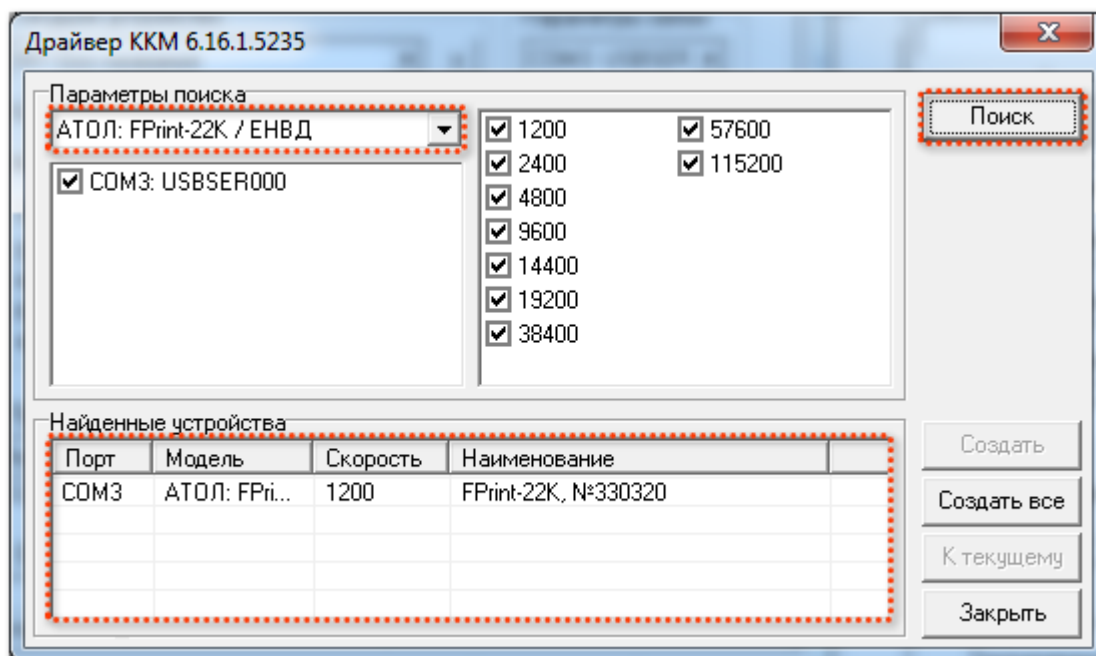 Драйвер ККМ 6.16.1.5235
Параметры поиска
АТОЛ: FPrint-22K / ЕНВД
COM3: USBSER000
1200
2400
4800
9600
14400
19200
38400
57600
115200
Поиск
Найденные устройства
Порт Модель Скорость Наименование
COM3 АТОЛ: FPri... 1200 FPrint-22K, №330320
Создать
Создать все
К текущему
Закрыть